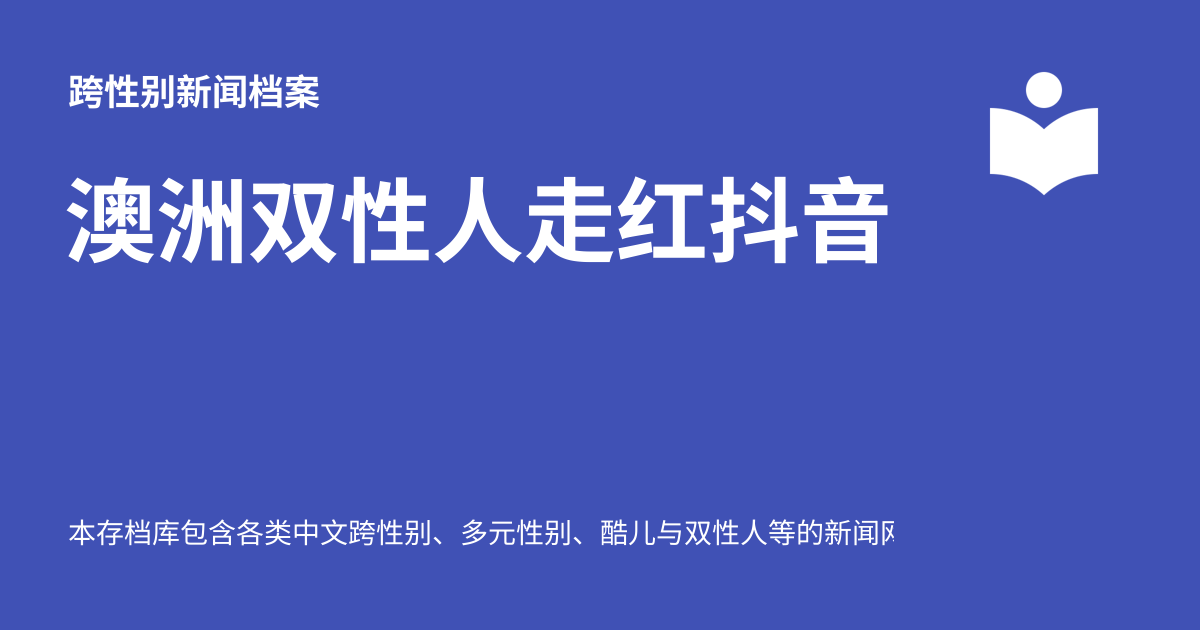 跨性别新闻档案
澳洲双性人走红抖音
本存档库包含各类中文跨性别、多元性别、酷儿与双性人等的新闻